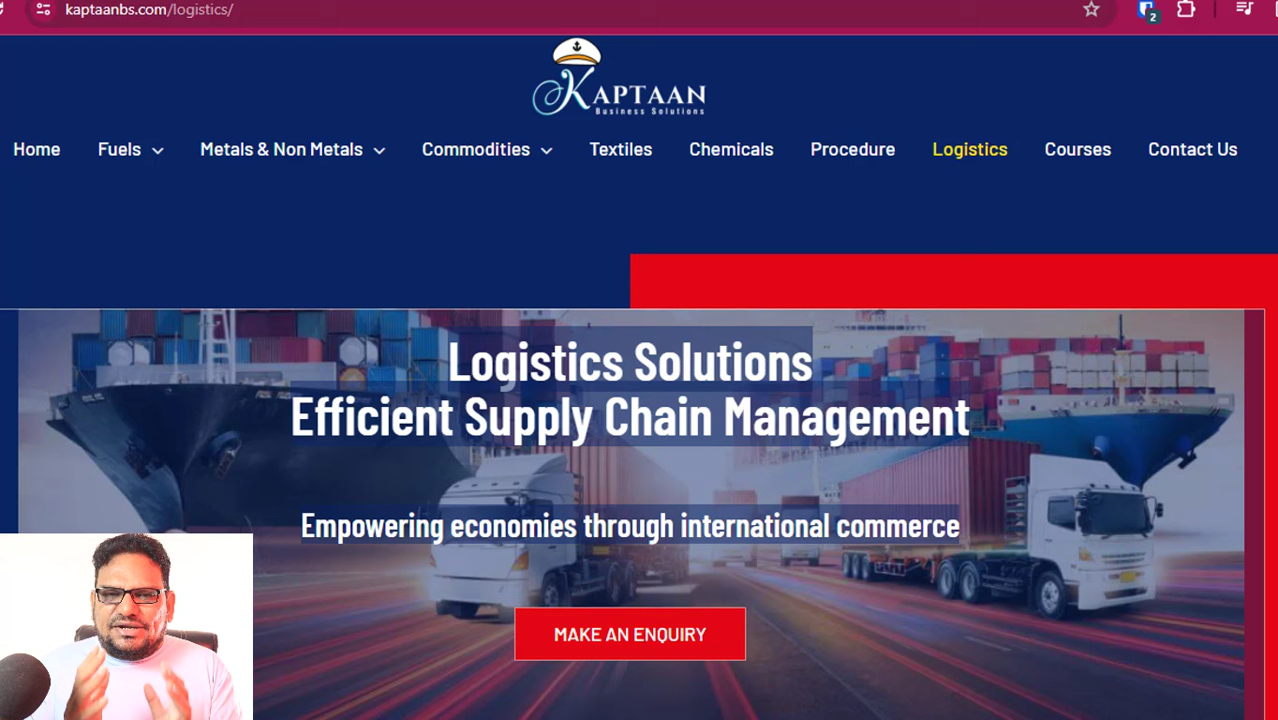 kaptaanbs.com/logistics/
2
KAPTAAN
Business Solutions
Home Fuels Metals & Non Metals Commodities Textiles Chemicals Procedure Logistics Courses Contact Us
Logistics Solutions
Efficient Supply Chain Management
Empowering economies through international commerce
MAKE AN ENQUIRY